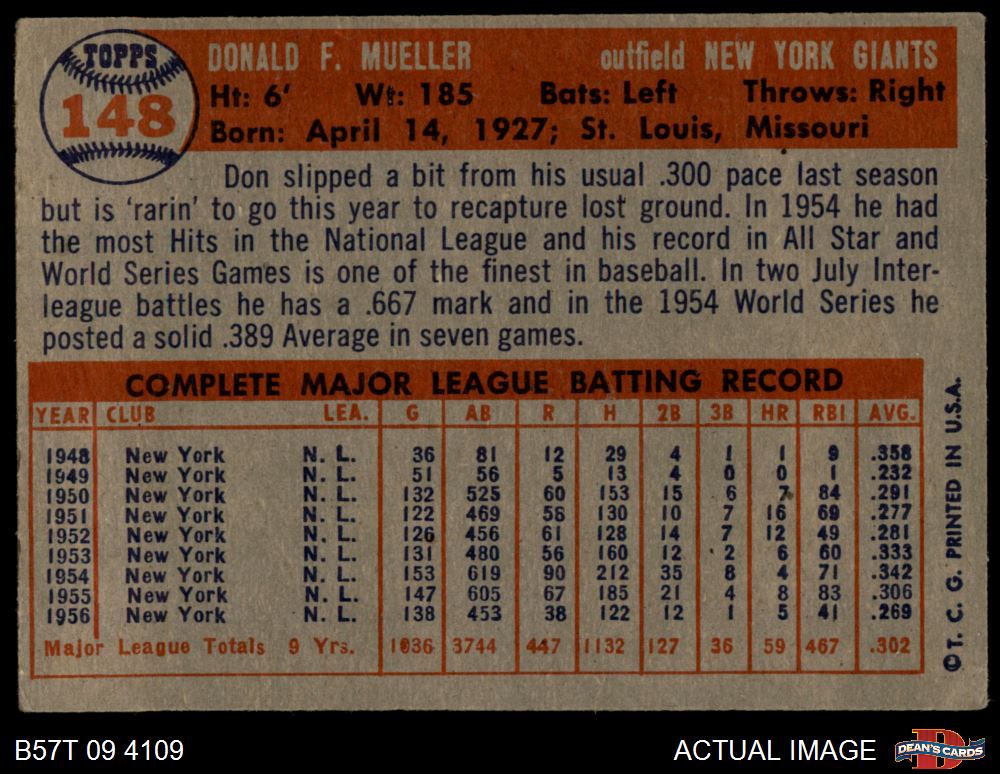 TOPPS
148
DONALD F. MUELLER outfield NEW YORK GIANTS
Ht: 6' Wt: 185 Bats: Left Throws: Right
Born: April 14, 1927; St. Louis, Missouri
Don slipped a bit from his usual .300 pace last season
but is 'rarin' to go this year to recapture lost ground. In 1954 he had
the most Hits in the National League and his record in All Star and
World Series Games is one of the finest in baseball. In two July Inter-
league battles he has a .667 mark and in the 1954 World Series he
posted a solid .389 Average in seven games.
COMPLETE MAJOR LEAGUE BATTING RECORD
YEAR CLUB LEA. G AB R H 2B 3B HR RBI AVG.
1948 New York N. L. 36 81 12 29 4 1 1 9 .358
1949 New York N. L. 51 56 5 13 4 0 0 1 .232
1950 New York N. L. 132 525 60 153 15 6 7 84 .291
1951 New York N. L. 122 469 58 130 10 7 16 69 .277
1952 New York N. L. 126 456 61 128 14 7 12 49 .281
1953 New York N. L. 131 480 56 160 12 2 6 60 .333
1954 New York N. L. 153 619 90 212 35 8 4 71 .342
1955 New York N. L. 147 605 67 185 21 4 8 83 .306
1956 New York N. L. 138 453 38 122 12 1 5 41 .269
Major League Totals 9 Yrs. 1036 3744 447 1132 127 36 59 467 .302
© T. C. G. PRINTED IN U.S.A.
B57T 09 4109
ACTUAL IMAGE
DEAN'S CARDS